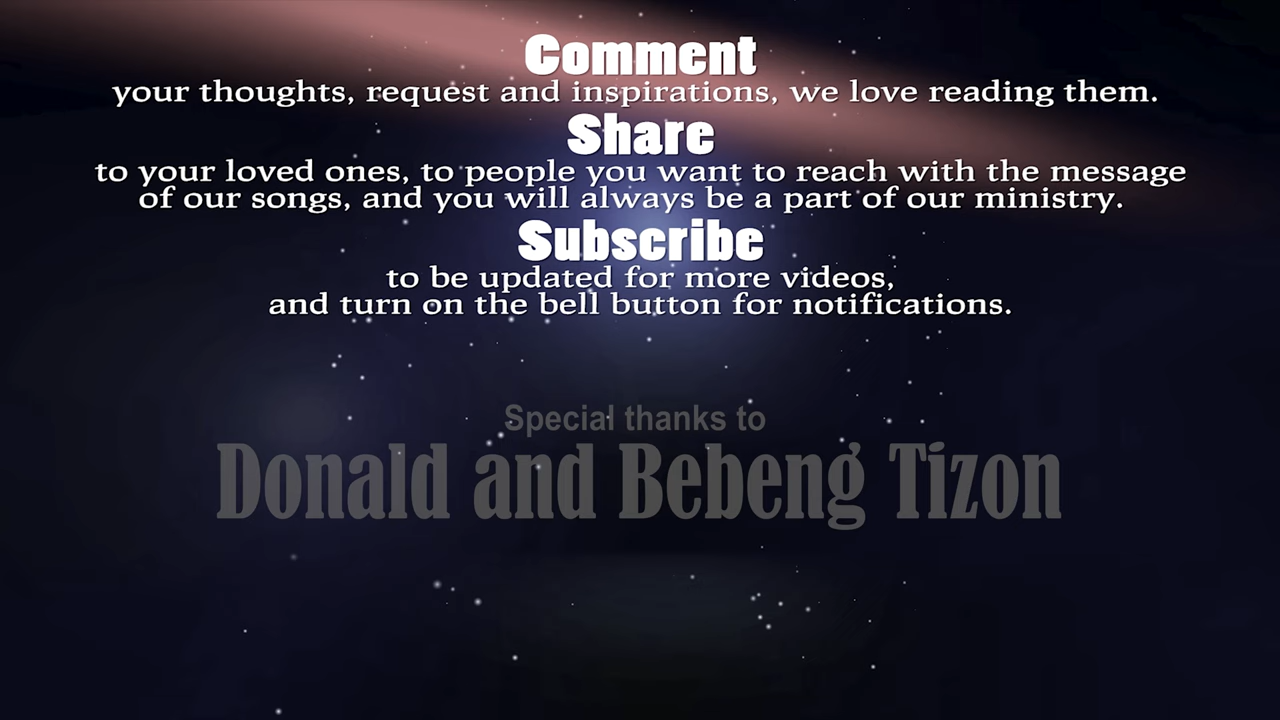 Comment
your thoughts, request and inspirations, we love reading them.
Share
to your loved ones, to people you want to reach with the message
of our songs, and you will always be a part of our ministry.
Subscribe
to be updated for more videos,
and turn on the bell button for notifications.
Special thanks to
Donald and Bebeng Tizon